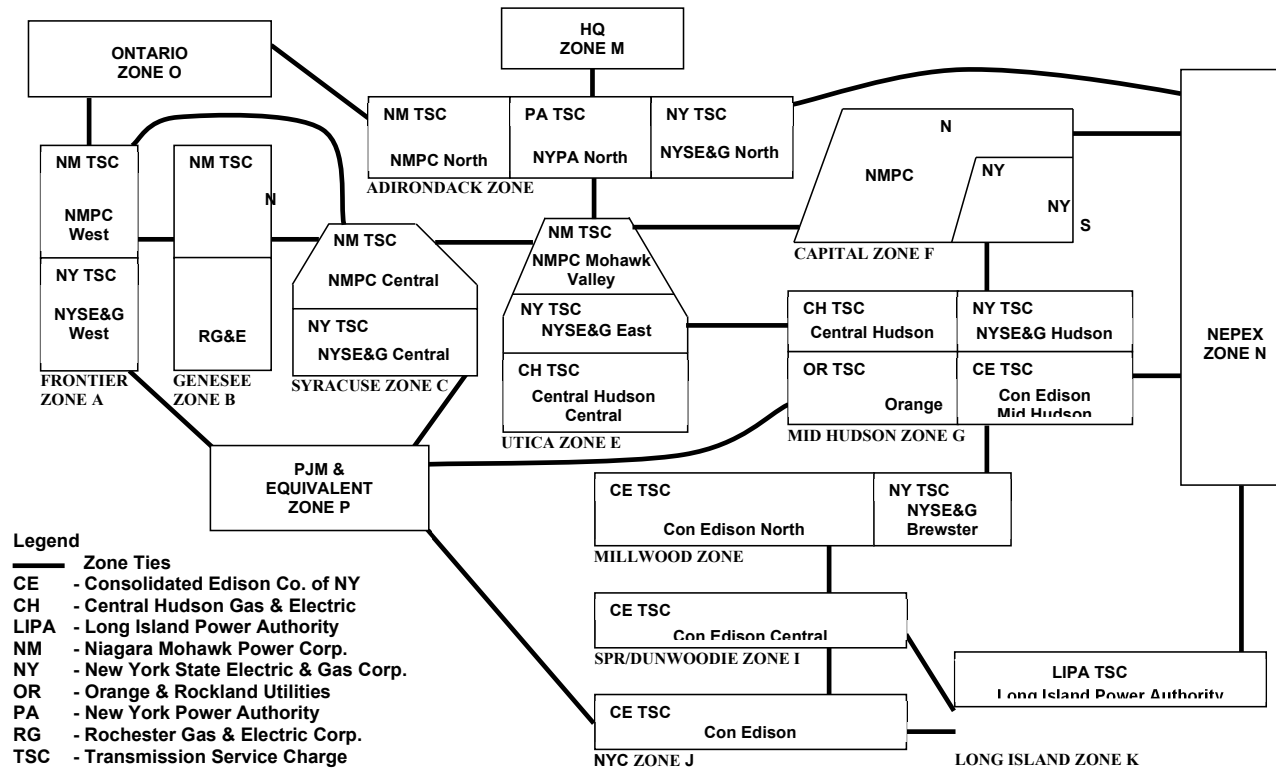 ONTARIO
ZONE O
HQ
ZONE M
NM TSC
NMPC North
PA TSC
NYPA North
NY TSC
NYSE&G North
ADIRONDACK ZONE
NM TSC
NMPC
West
NY TSC
NYSE&G
West
FRONTIER
ZONE A
NM TSC
N
RG&E
GENESEE
ZONE B
NM TSC
NMPC Central
NY TSC
NYSE&G Central
SYRACUSE ZONE C
NM TSC
NMPC Mohawk
Valley
NY TSC
NYSE&G East
CH TSC
Central Hudson
Central
UTICA ZONE E
N
NMPC
NY
NY
S
CAPITAL ZONE F
CH TSC
Central Hudson
NY TSC
NYSE&G Hudson
OR TSC
Orange
CE TSC
Con Edison
Mid Hudson
MID HUDSON ZONE G
NEPEX
ZONE N
PJM &
EQUIVALENT
ZONE P
CE TSC
Con Edison North
NY TSC
NYSE&G
Brewster
MILLWOOD ZONE
CE TSC
Con Edison Central
SPR/DUNWOODIE ZONE I
CE TSC
Con Edison
NYC ZONE J
LIPA TSC
Long Island Power Authority
LONG ISLAND ZONE K
Legend
Zone Ties
CE - Consolidated Edison Co. of NY
CH - Central Hudson Gas & Electric
LIPA - Long Island Power Authority
NM - Niagara Mohawk Power Corp.
NY - New York State Electric & Gas Corp.
OR - Orange & Rockland Utilities
PA - New York Power Authority
RG - Rochester Gas & Electric Corp.
TSC - Transmission Service Charge